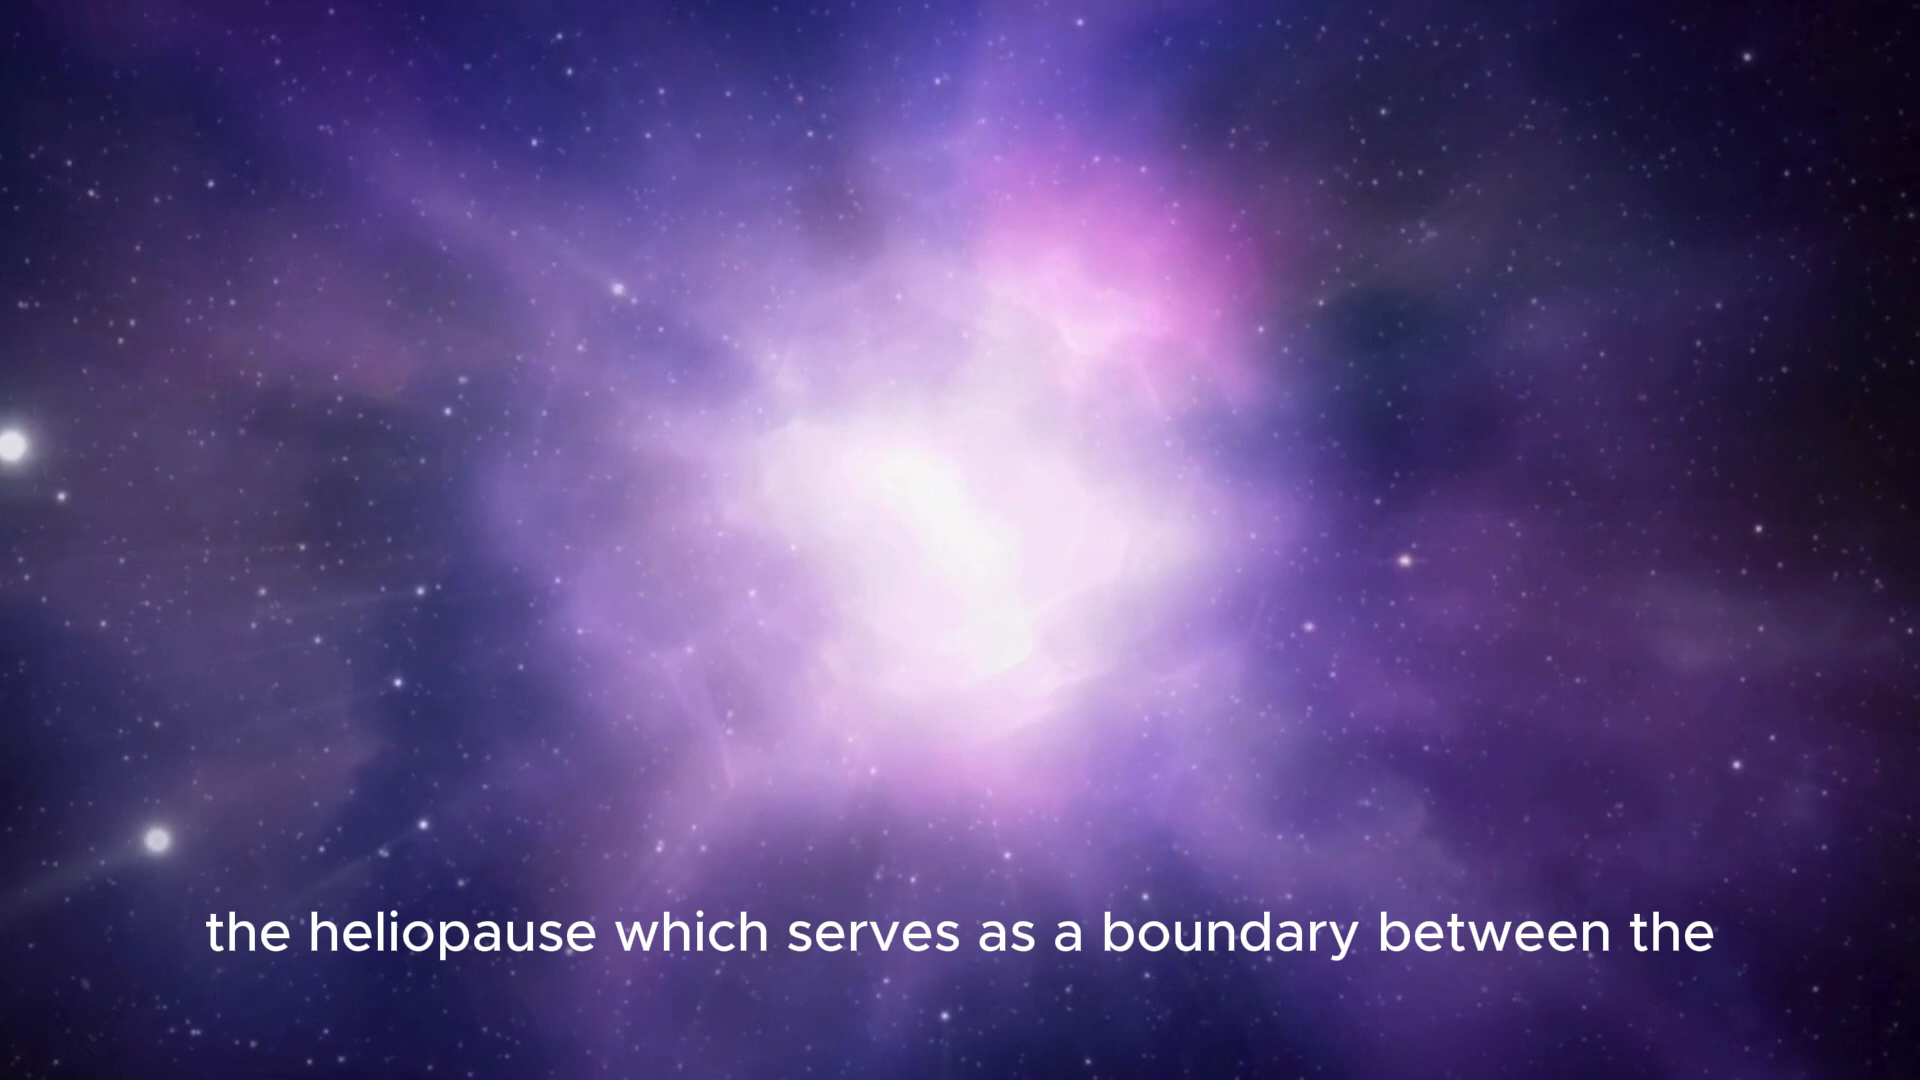 the heliopause which serves as a boundary between the